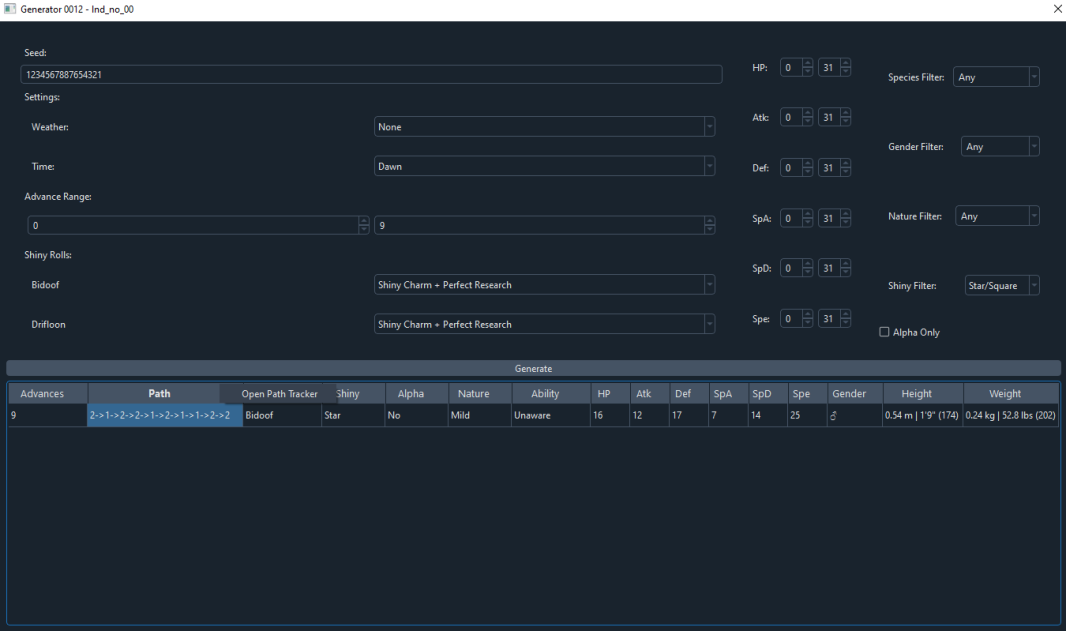 Generator 0012 - Ind_no_00
Seed:
1234567887654321
Settings:
Weather: None
Time: Dawn
Advance Range:
0 9
Shiny Rolls:
Bidoof Shiny Charm + Perfect Research
Drifloon Shiny Charm + Perfect Research
HP: 0 31
Atk: 0 31
Def: 0 31
SpA: 0 31
SpD: 0 31
Spe: 0 31
Species Filter: Any
Gender Filter: Any
Nature Filter: Any
Shiny Filter: Star/Square
Alpha Only
Generate
Advances Path Open Path Tracker Shiny Alpha Nature Ability HP Atk Def SpA SpD Spe Gender Height Weight
9 2->1->2->2->1->2->1->1->2->2 Bidoof Star No Mild Unaware 16 12 17 7 14 25 ♂ 0.54 m | 1'9" (174) 0.24 kg | 52.8 lbs (202)